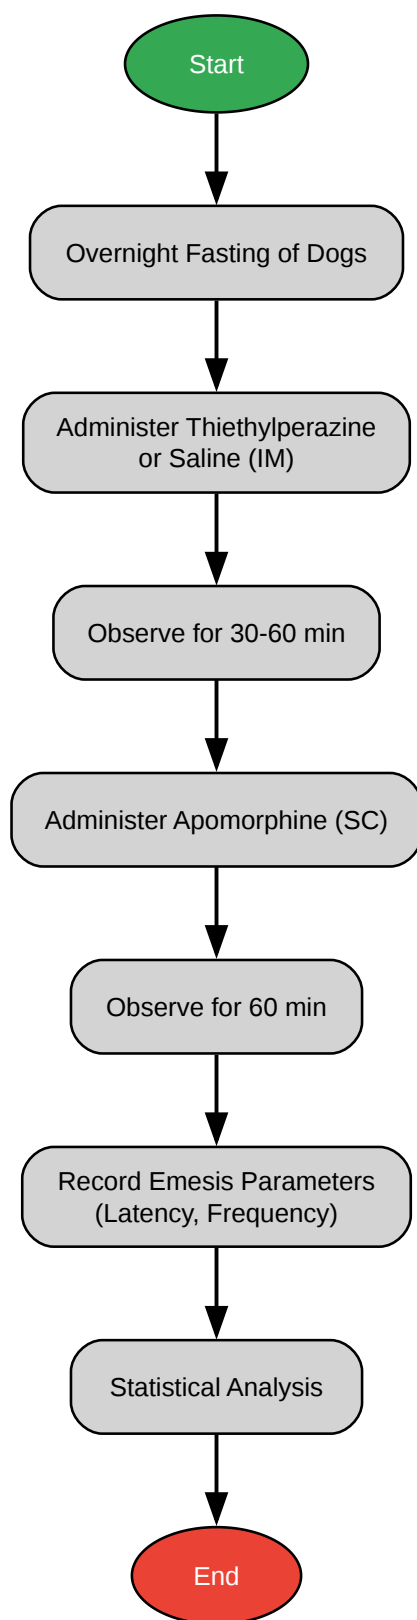 Start
Overnight Fasting of Dogs
Administer Thiethylperazine
or Saline (IM)
Observe for 30-60 min
Administer Apomorphine (SC)
Observe for 60 min
Record Emesis Parameters
(Latency, Frequency)
Statistical Analysis
End